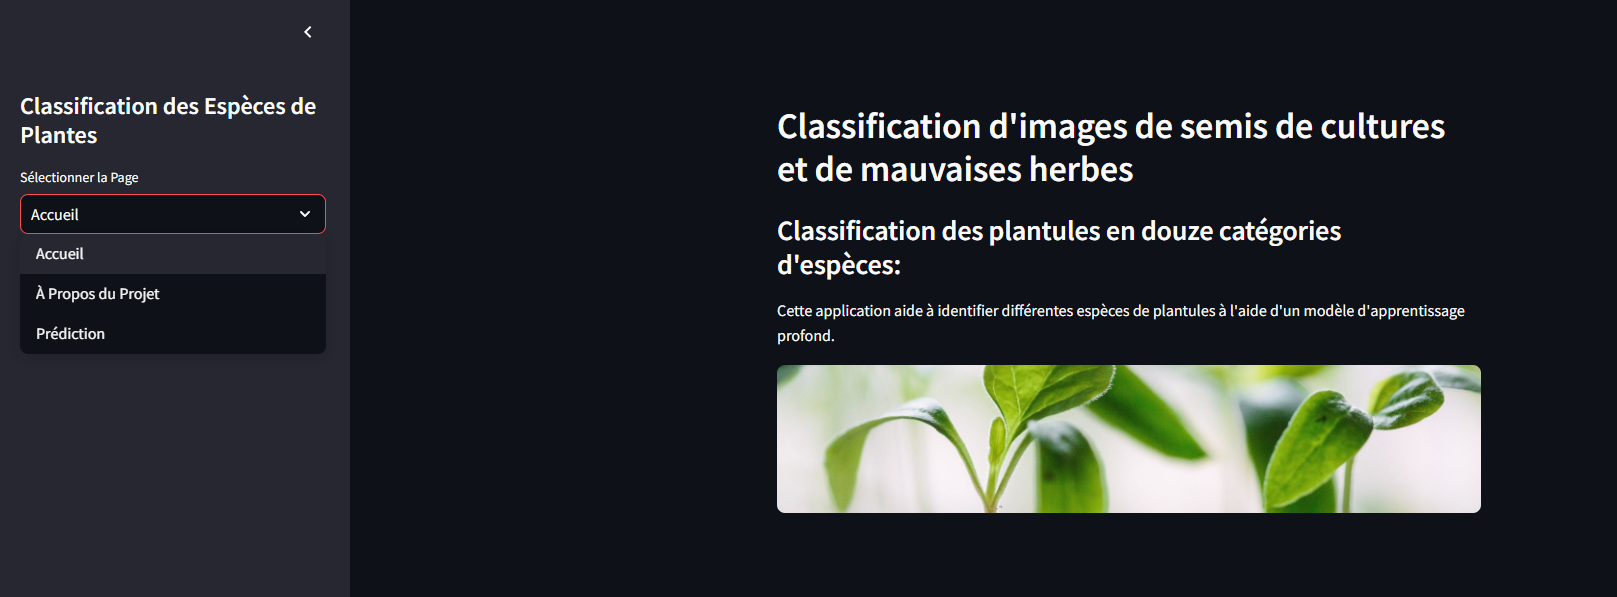 Classification des Espèces de
Plantes
Sélectionner la Page
Accueil
Accueil
À Propos du Projet
Prédiction
Classification d'images de semis de cultures
et de mauvaises herbes
Classification des plantules en douze catégories
d'espèces:
Cette application aide à identifier différentes espèces de plantules à l'aide d'un modèle d'apprentissage
profond.